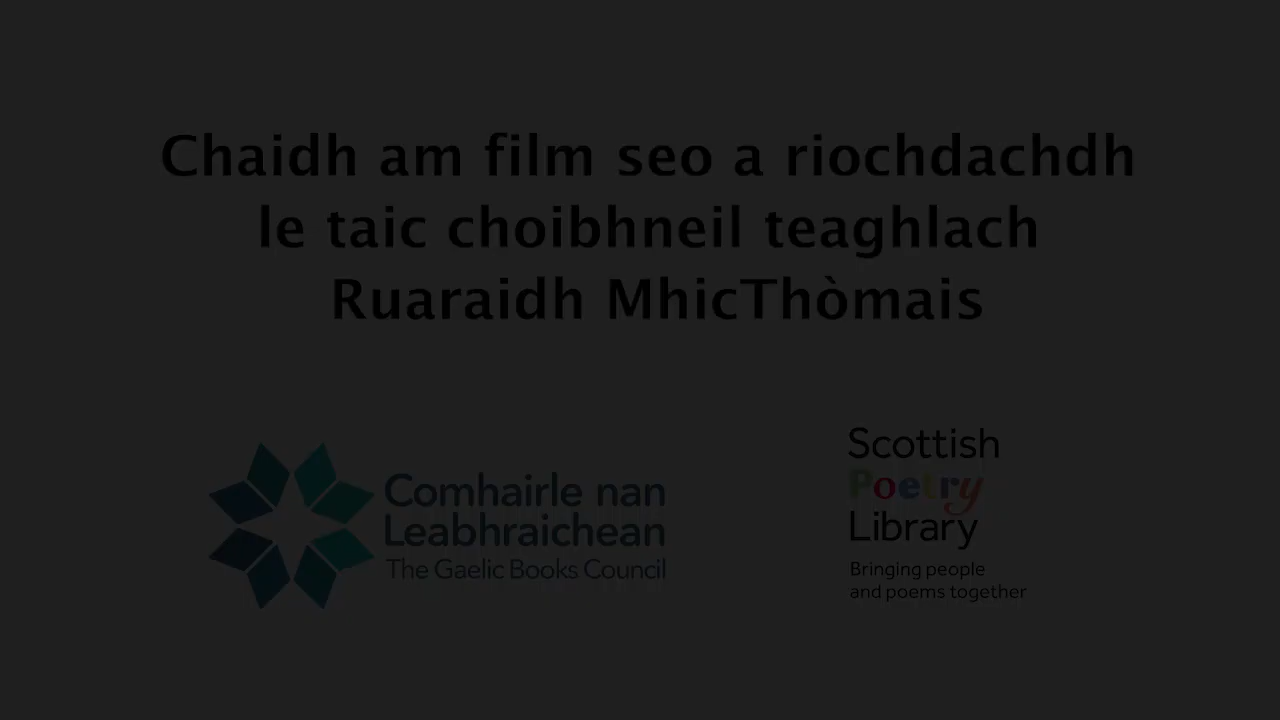 Chaidh am film seo a riochdachdh
le taic choibhneil teaghlach
Ruaraidh MhicThòmais
Comhairle nan
Leabhraichean
The Gaelic Books Council
Scottish
Poetry
Library
Bringing people
and poems together